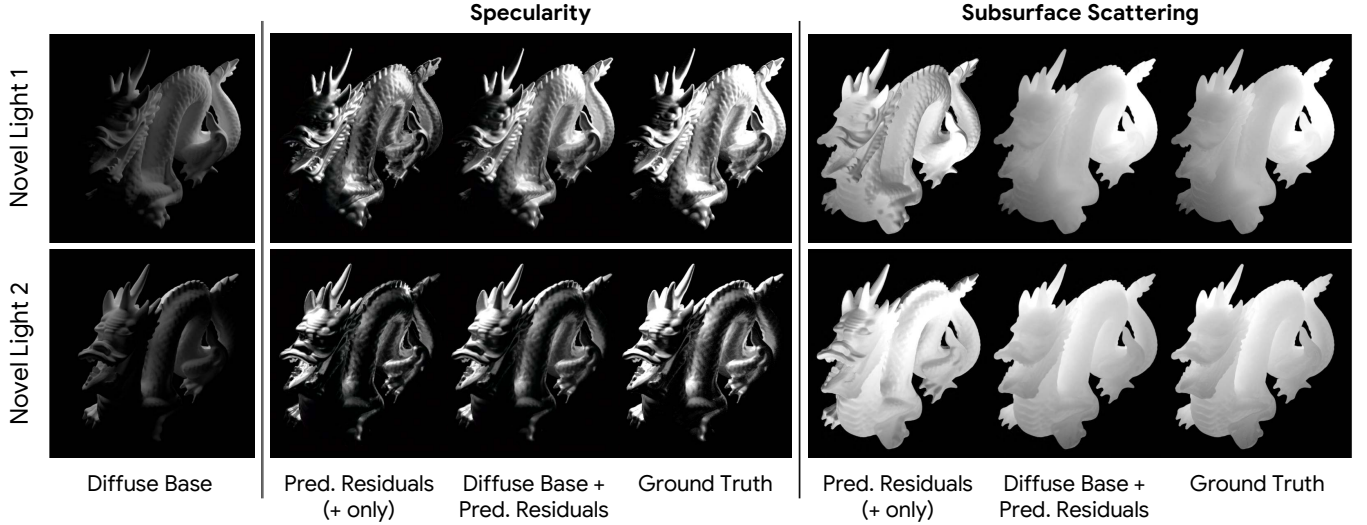 Specularity
Subsurface Scattering
Novel Light 1
Novel Light 2
Diffuse Base
Pred. Residuals
(+ only)
Diffuse Base +
Pred. Residuals
Ground Truth
Pred. Residuals
(+ only)
Diffuse Base +
Pred. Residuals
Ground Truth